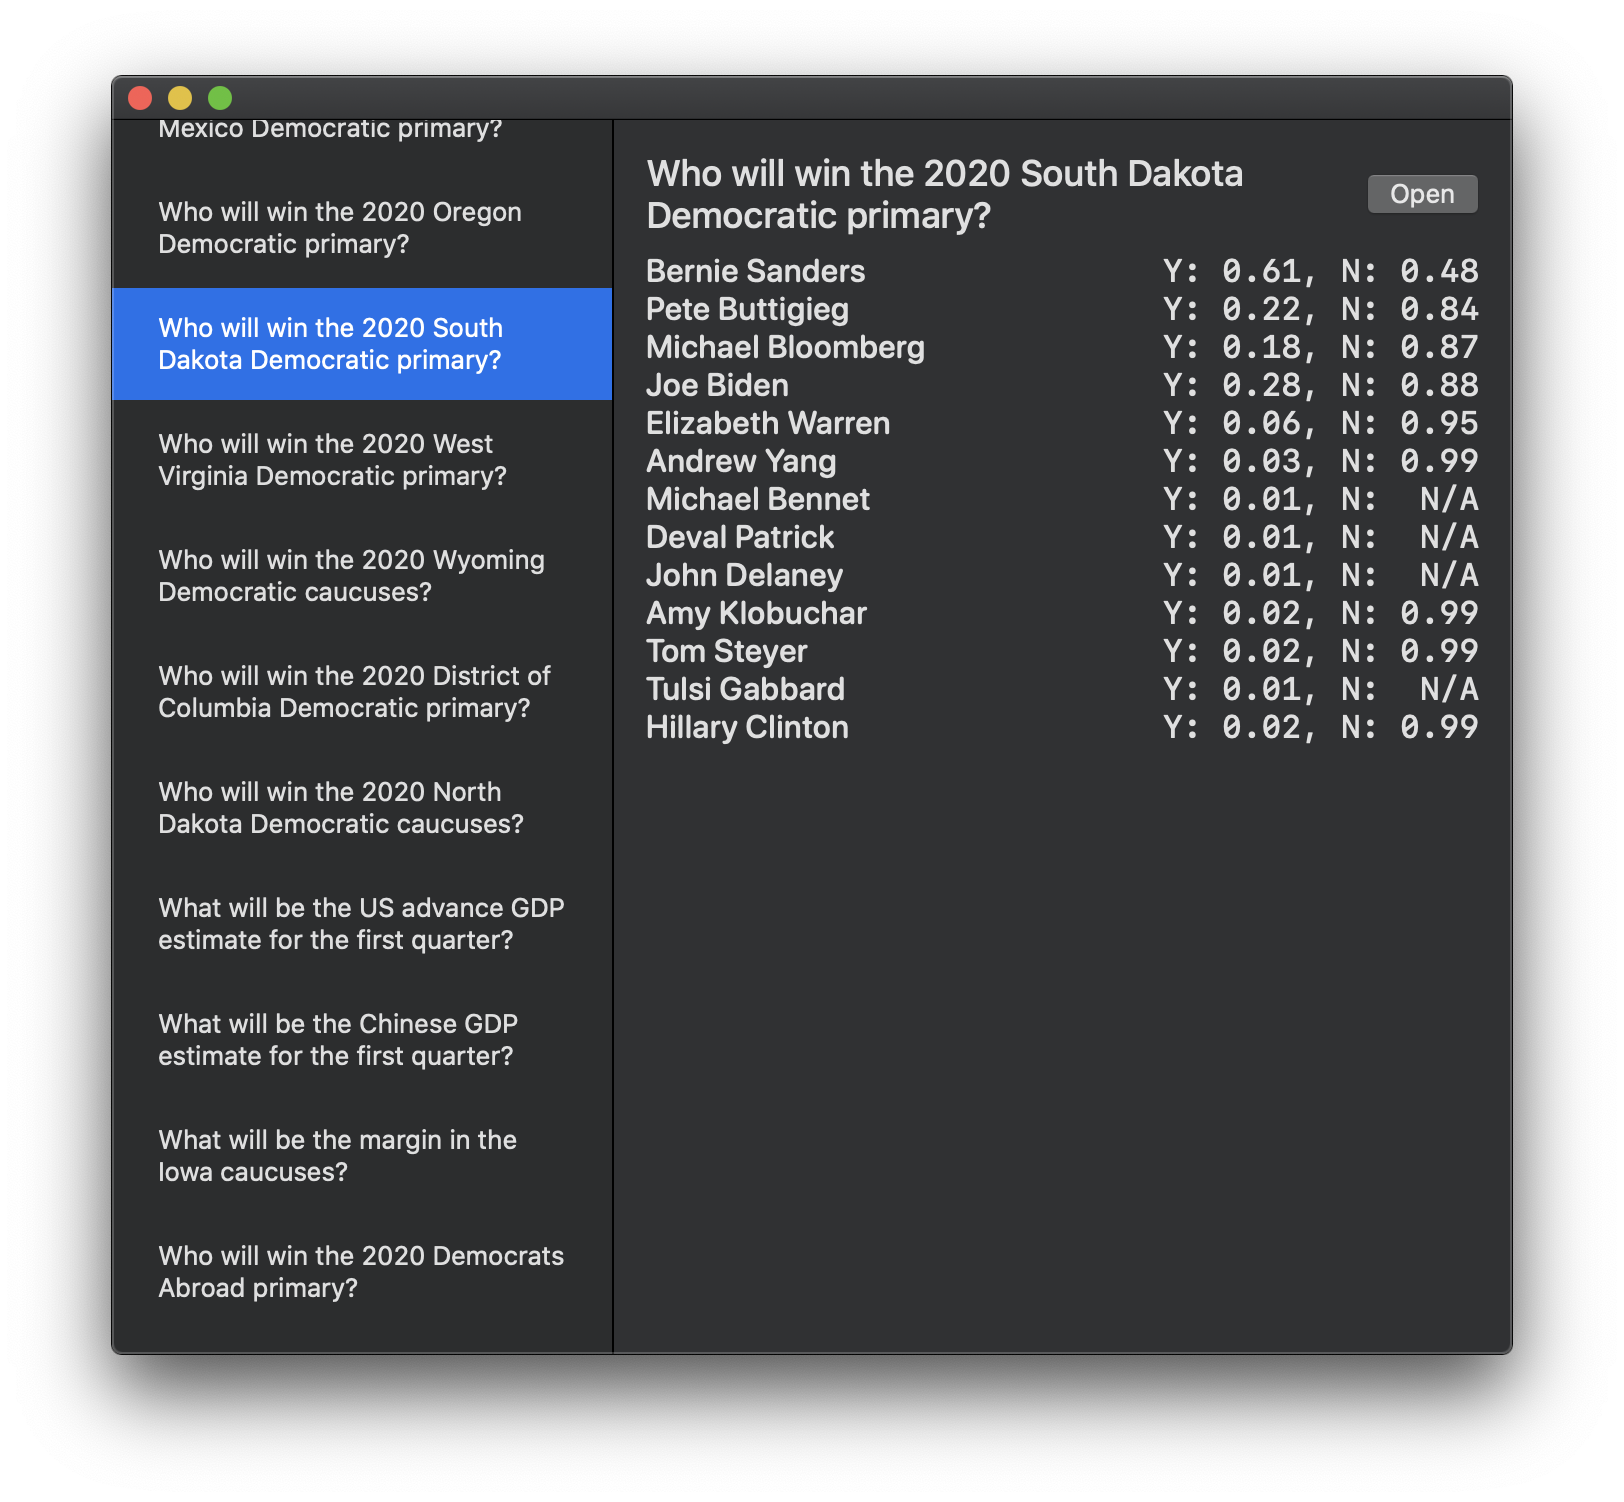 Mexico Democratic primary?
Who will win the 2020 Oregon
Democratic primary?
Who will win the 2020 South
Dakota Democratic primary?
Who will win the 2020 West
Virginia Democratic primary?
Who will win the 2020 Wyoming
Democratic caucuses?
Who will win the 2020 District of
Columbia Democratic primary?
Who will win the 2020 North
Dakota Democratic caucuses?
What will be the US advance GDP
estimate for the first quarter?
What will be the Chinese GDP
estimate for the first quarter?
What will be the margin in the
Iowa caucuses?
Who will win the 2020 Democrats
Abroad primary?
Who will win the 2020 South Dakota
Democratic primary?
Open
Bernie Sanders Y: 0.61, N: 0.48
Pete Buttigieg Y: 0.22, N: 0.84
Michael Bloomberg Y: 0.18, N: 0.87
Joe Biden Y: 0.28, N: 0.88
Elizabeth Warren Y: 0.06, N: 0.95
Andrew Yang Y: 0.03, N: 0.99
Michael Bennet Y: 0.01, N: N/A
Deval Patrick Y: 0.01, N: N/A
John Delaney Y: 0.01, N: N/A
Amy Klobuchar Y: 0.02, N: 0.99
Tom Steyer Y: 0.02, N: 0.99
Tulsi Gabbard Y: 0.01, N: N/A
Hillary Clinton Y: 0.02, N: 0.99